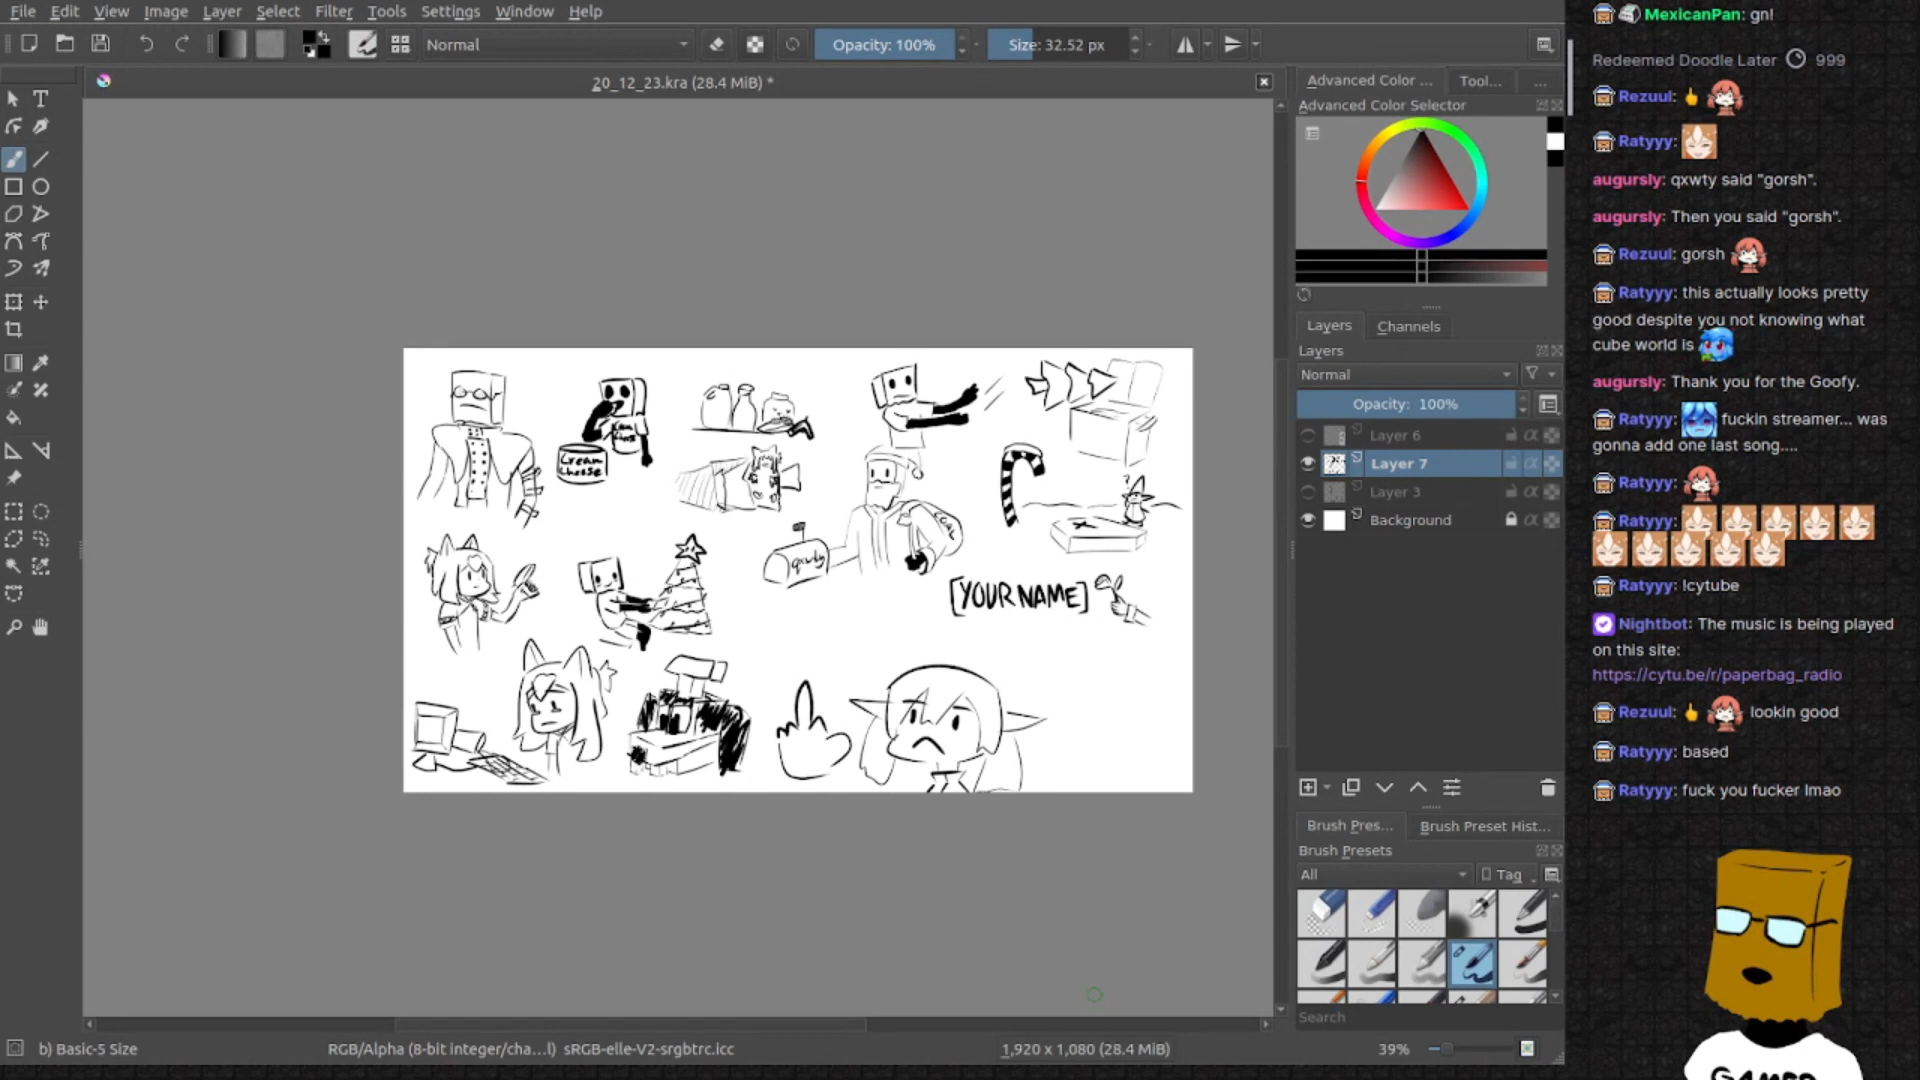 File Edit View Image Layer Select Filter Tools Settings Window Help
Normal Opacity: 100% Size: 32.52 px
20_12_23.kra (28.4 MiB) *
Cream
Cheese
qxwty
COAL
[YOUR NAME]
Advanced Color ... Tool... ...
Advanced Color Selector
Layers Channels
Layers
Normal
Opacity: 100%
Layer 6
Layer 7
Layer 3
Background
Brush Pres... Brush Preset Hist...
Brush Presets
All Tag
Search
b) Basic-5 Size RGB/Alpha (8-bit integer/cha...l) sRGB-elle-V2-srgbtrc.icc 1,920 x 1,080 (28.4 MiB) 39%
MexicanPan: gn!
Redeemed Doodle Later 999
Rezuul:
Ratyyy:
augursly: qxwty said "gorsh".
augursly: Then you said "gorsh".
Rezuul: gorsh
Ratyyy: this actually looks pretty
good despite you not knowing what
cube world is
augursly: Thank you for the Goofy.
Ratyyy: fuckin streamer... was
gonna add one last song....
Ratyyy:
Ratyyy:
Ratyyy: !cytube
Nightbot: The music is being played
on this site:
https://cytu.be/r/paperbag_radio
Rezuul: lookin good
Ratyyy: based
Ratyyy: fuck you fucker lmao
GAMER